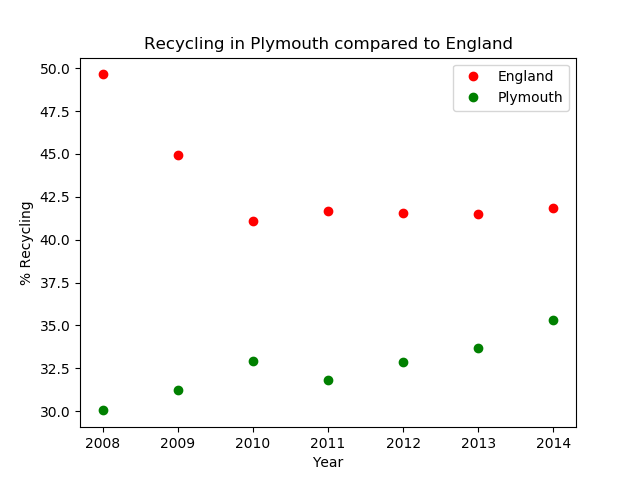 Recycling in Plymouth compared to England
England
Plymouth
50.0
47.5
45.0
42.5
40.0
37.5
35.0
32.5
30.0
% Recycling
2008 2009 2010 2011 2012 2013 2014
Year